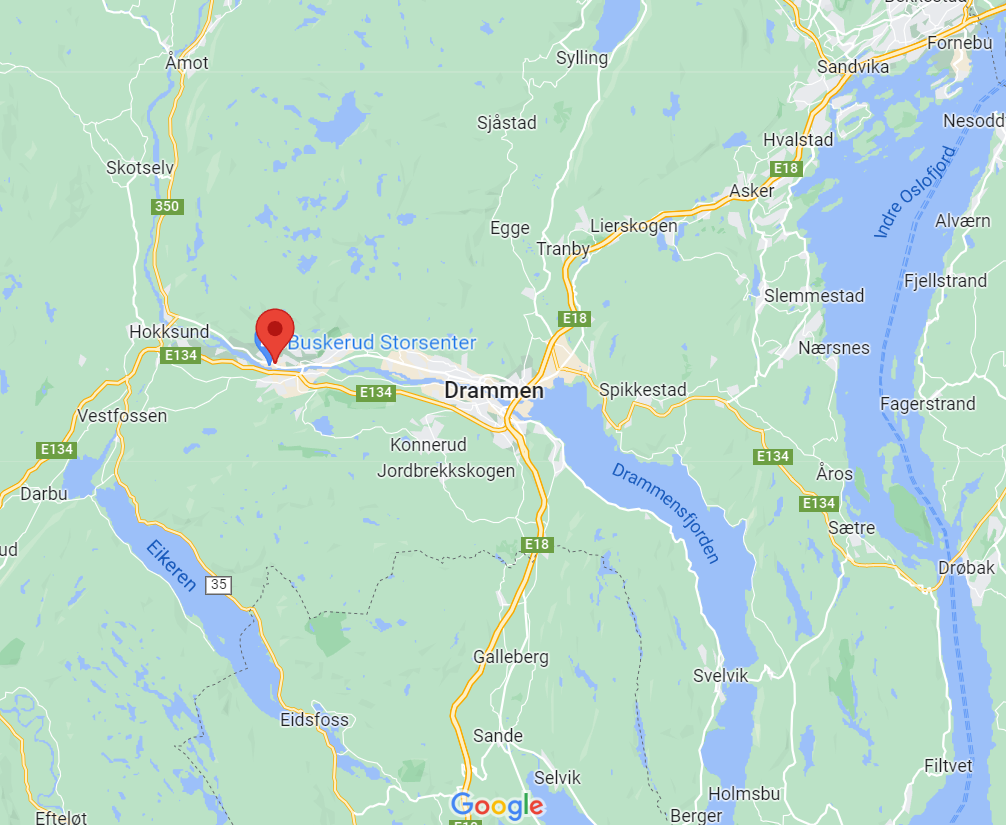 Fornebu
Åmot
Sylling
Sandvika
Sjåstad
Nesodd
Hvalstad
Skotselv
E18
Indre Oslofjord
Asker
350
Alværn
Egge
Lierskogen
Tranby
Fjellstrand
Slemmestad
E18
Hokksund
Buskerud Storsenter
Nærsnes
E134
Drammen
Spikkestad
E134
Fagerstrand
Vestfossen
Konnerud
E134
E134
Jordbrekkskogen
Drammensfjorden
Åros
Darbu
E134
Sætre
ud
E18
Eikeren
Drøbak
35
Galleberg
Svelvik
Eidsfoss
Sande
Filtvet
Selvik
Holmsbu
Google
Berger
Efteløt